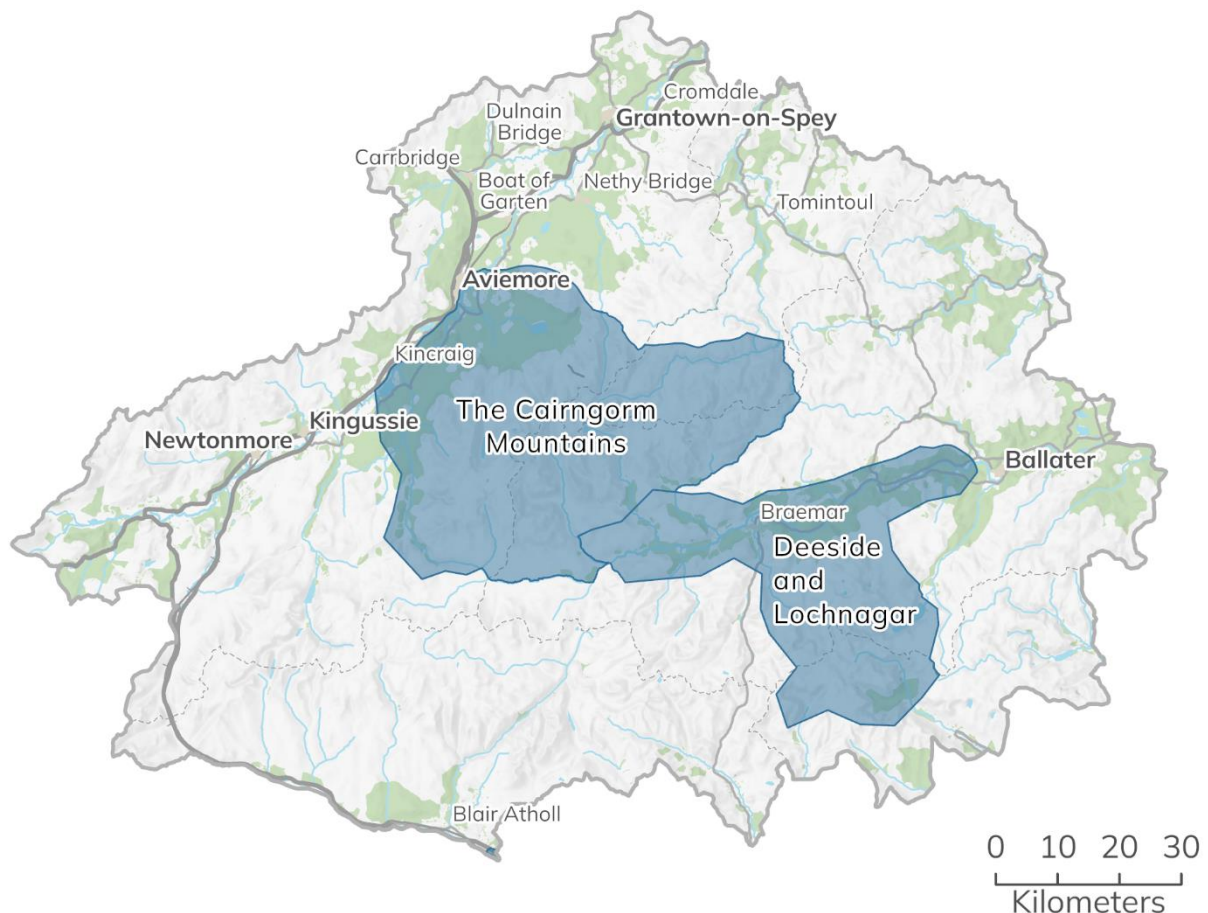 Cromdale
Grantown-on-Spey
Dulnain
Bridge
Carrbridge
Boat of
Garten
Nethy Bridge
Tomintoul
Aviemore
Kincraig
The Cairngorm
Mountains
Kingussie
Newtonmore
Ballater
Braemar
Deeside
and
Lochnagar
Blair Atholl
0 10 20 30
Kilometers